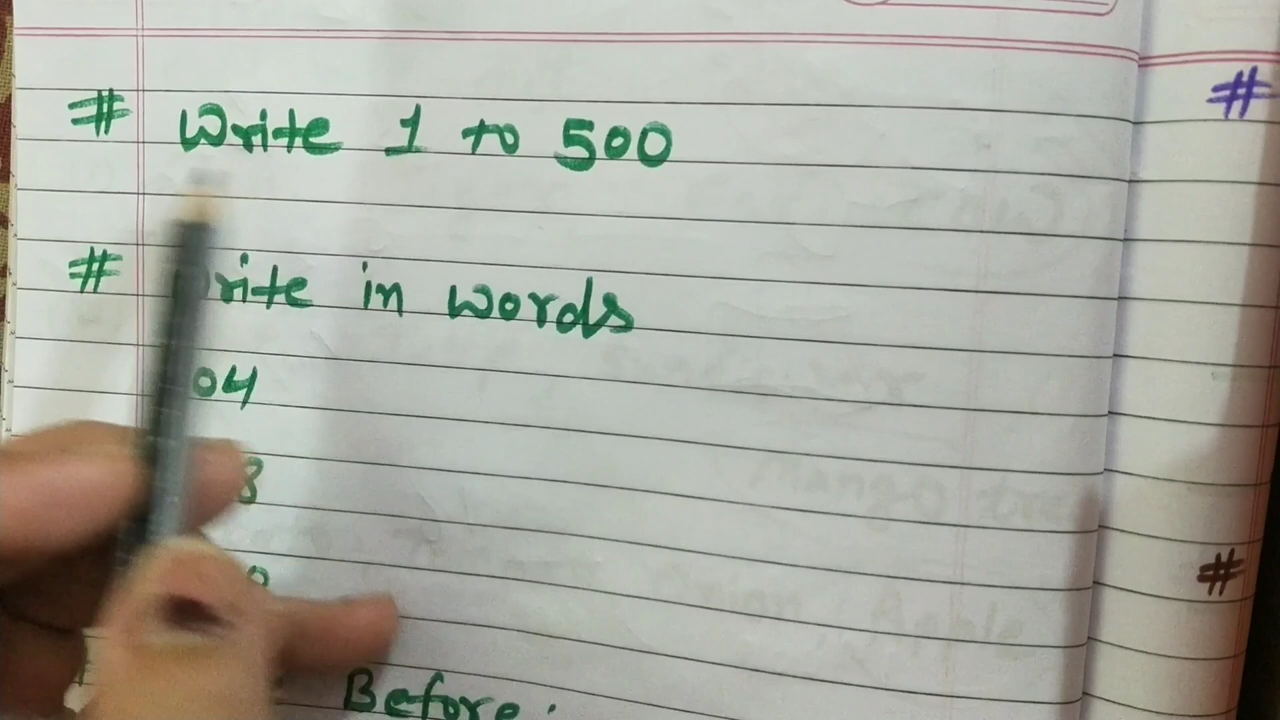 # Write 1 to 500 #
# rite in words
04
8
#
Before: